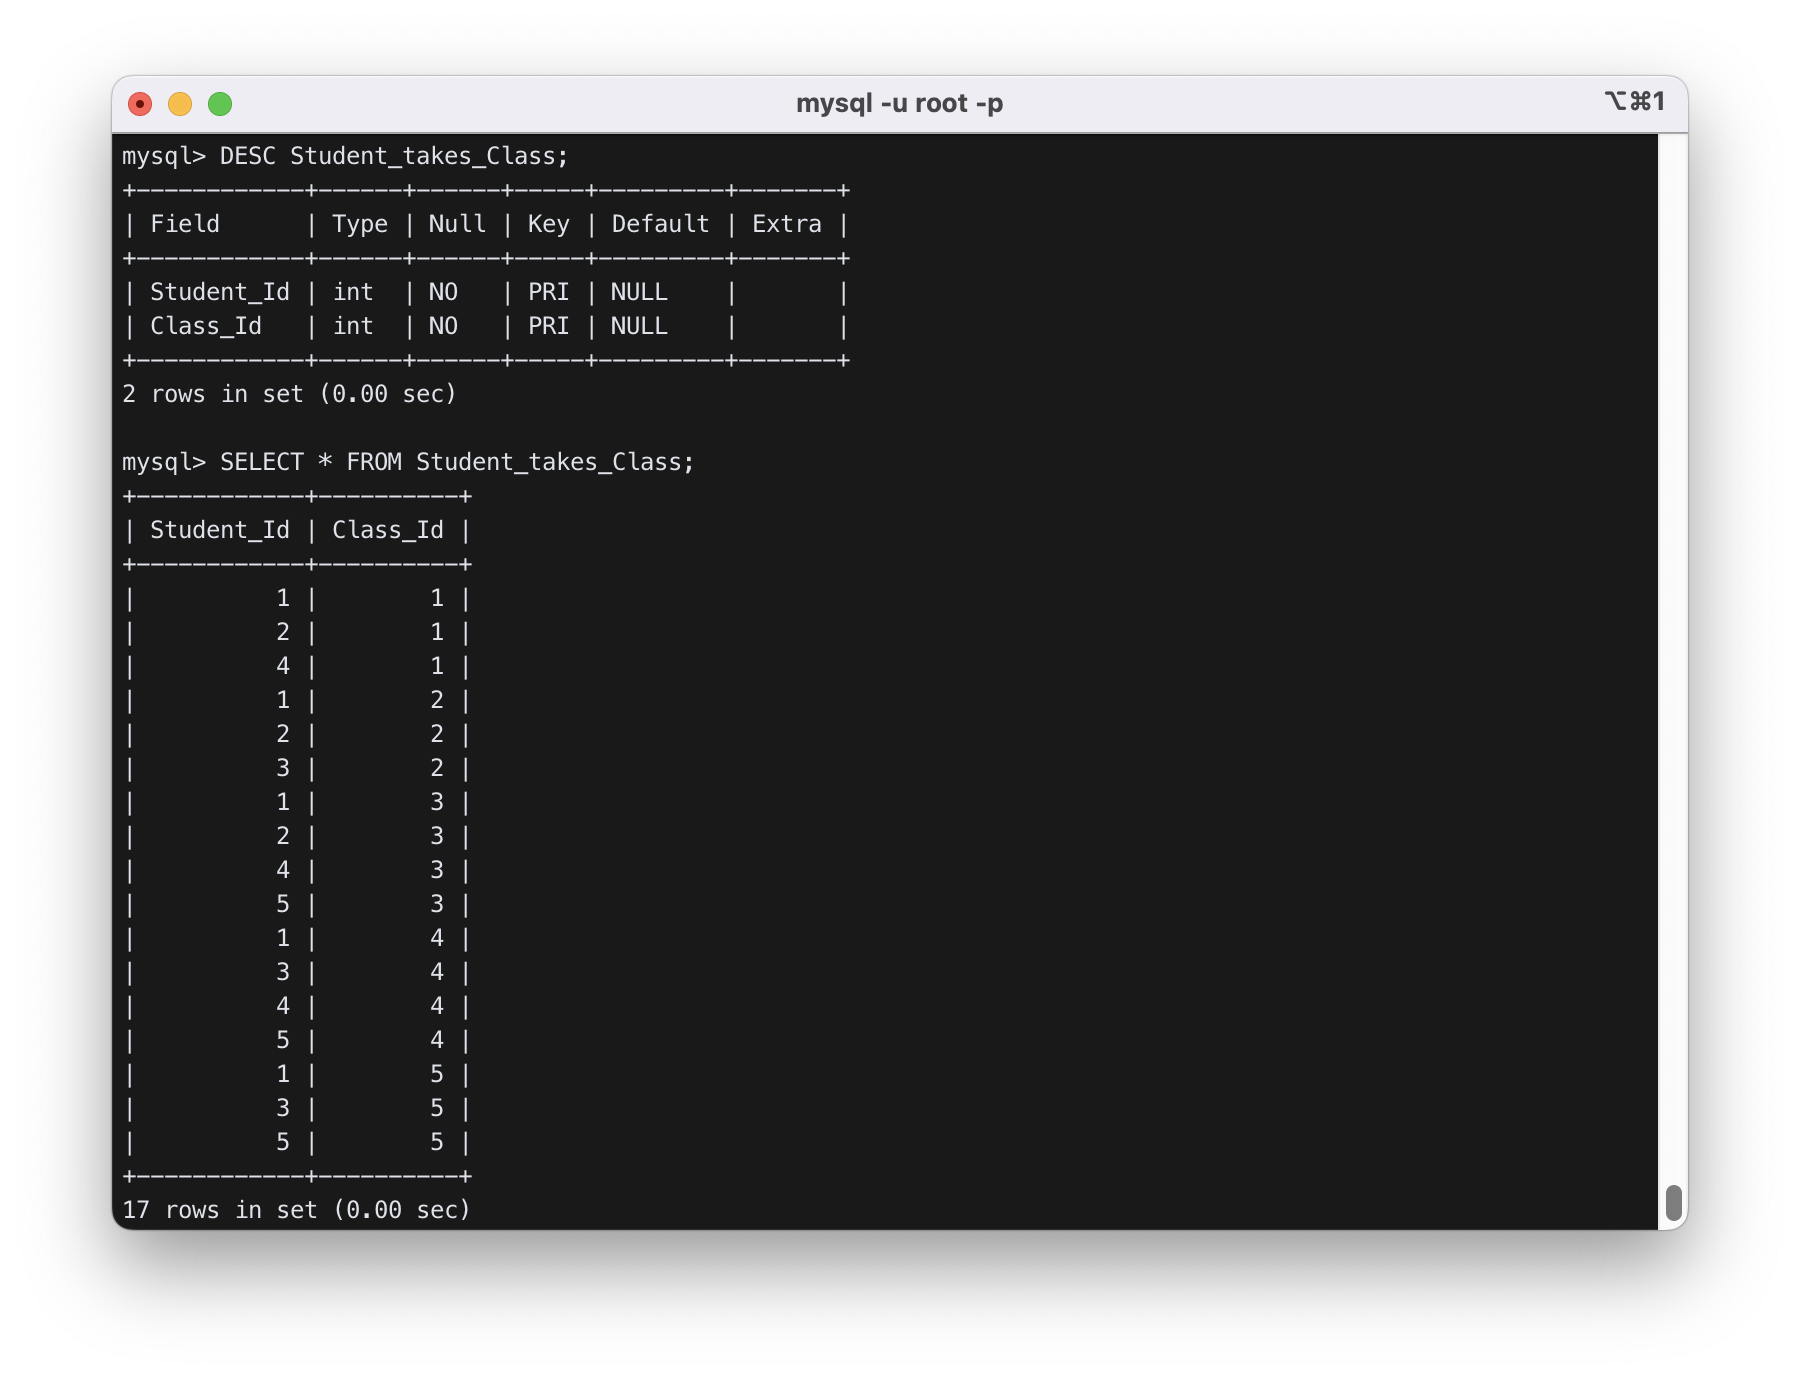 mysql -u root -p
⌥⌘1
mysql> DESC Student_takes_Class;
+------------+------+------+-----+---------+-------+
| Field      | Type | Null | Key | Default | Extra |
+------------+------+------+-----+---------+-------+
| Student_Id | int  | NO   | PRI | NULL    |       |
| Class_Id   | int  | NO   | PRI | NULL    |       |
+------------+------+------+-----+---------+-------+
2 rows in set (0.00 sec)

mysql> SELECT * FROM Student_takes_Class;
+------------+----------+
| Student_Id | Class_Id |
+------------+----------+
|          1 |        1 |
|          2 |        1 |
|          4 |        1 |
|          1 |        2 |
|          2 |        2 |
|          3 |        2 |
|          1 |        3 |
|          2 |        3 |
|          4 |        3 |
|          5 |        3 |
|          1 |        4 |
|          3 |        4 |
|          4 |        4 |
|          5 |        4 |
|          1 |        5 |
|          3 |        5 |
|          5 |        5 |
+------------+----------+
17 rows in set (0.00 sec)